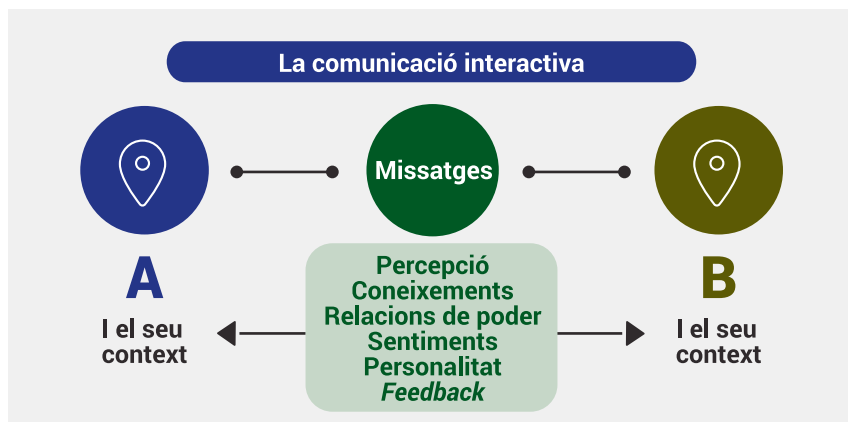 La comunicació interactiva
Missatges
A
I el seu
context
Percepció
Coneixements
Relacions de poder
Sentiments
Personalitat
Feedback
B
I el seu
context